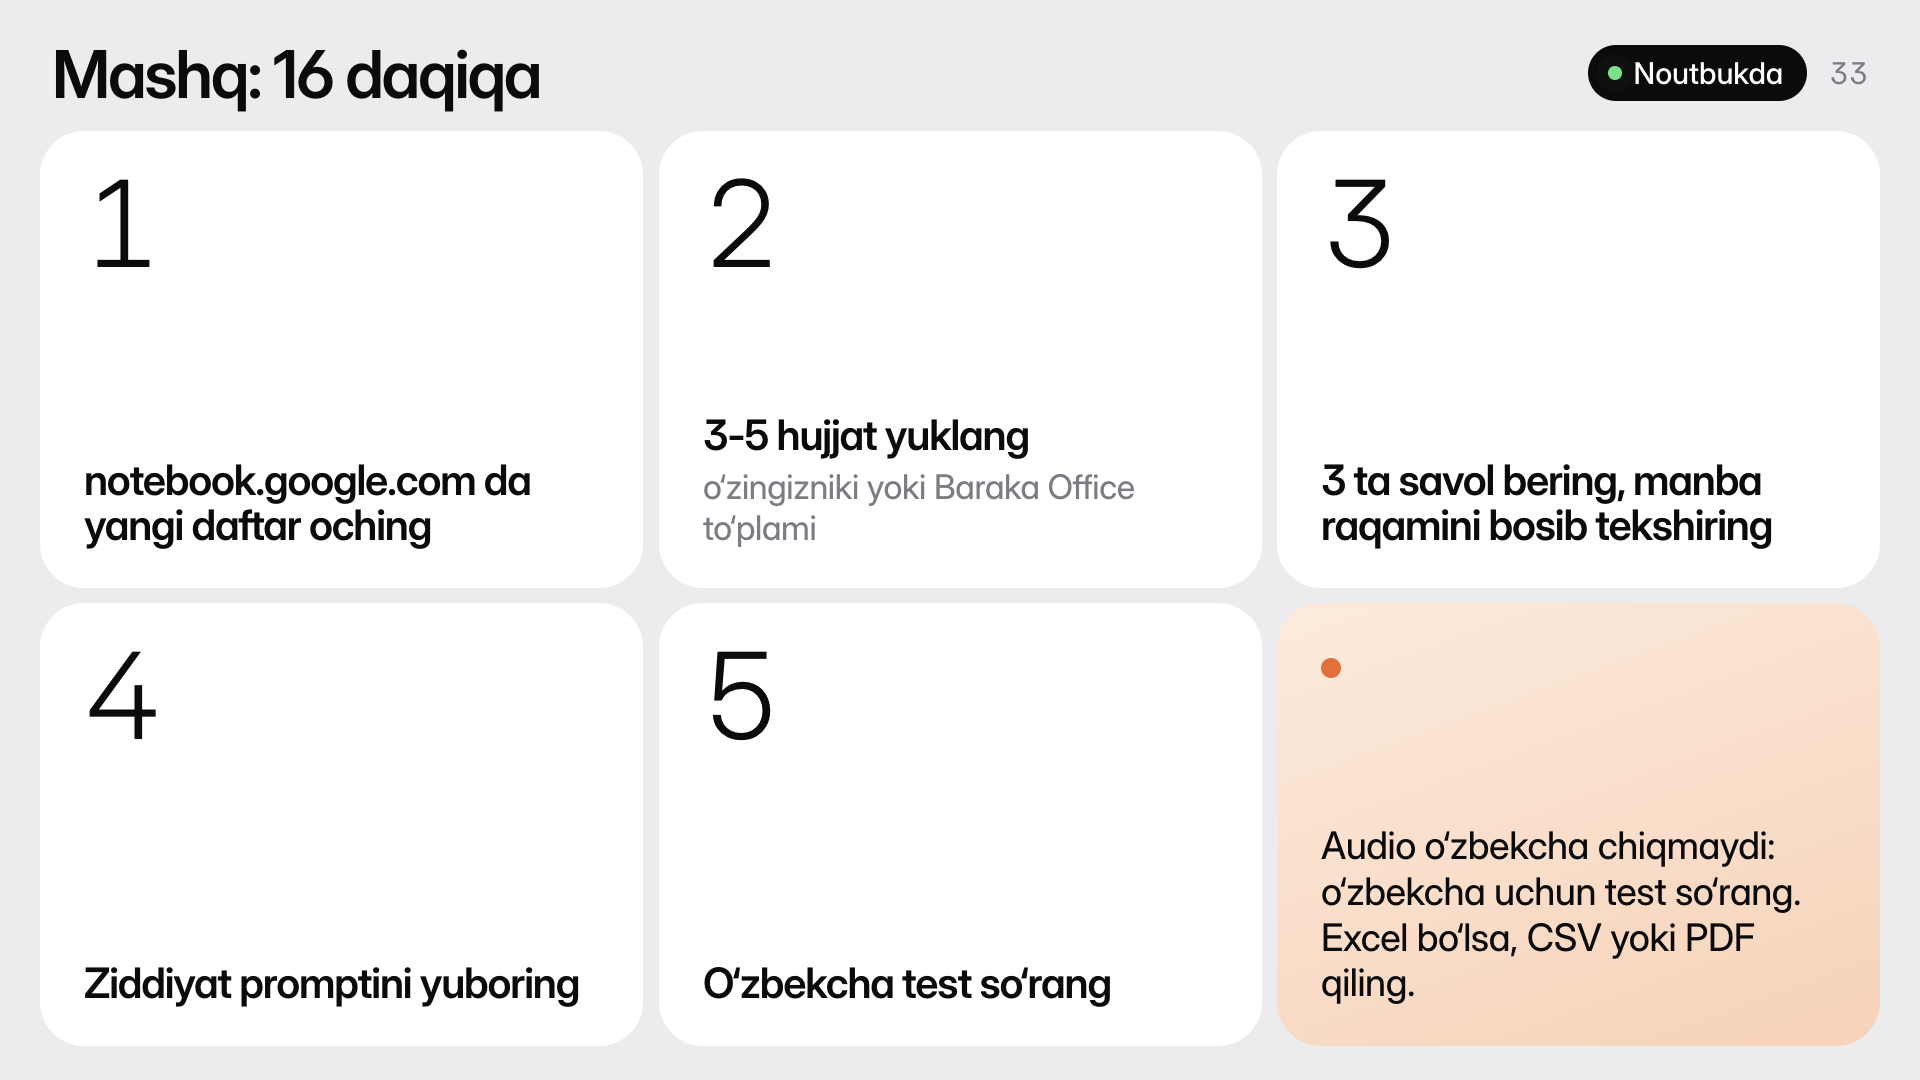 Mashq: 16 daqiqa
Noutbukda
33
1
notebook.google.com da
yangi daftar oching
2
3-5 hujjat yuklang
oʻzingizniki yoki Baraka Office
toʻplami
3
3 ta savol bering, manba
raqamini bosib tekshiring
4
Ziddiyat promptini yuboring
5
Oʻzbekcha test soʻrang
Audio oʻzbekcha chiqmaydi:
oʻzbekcha uchun test soʻrang.
Excel boʻlsa, CSV yoki PDF
qiling.